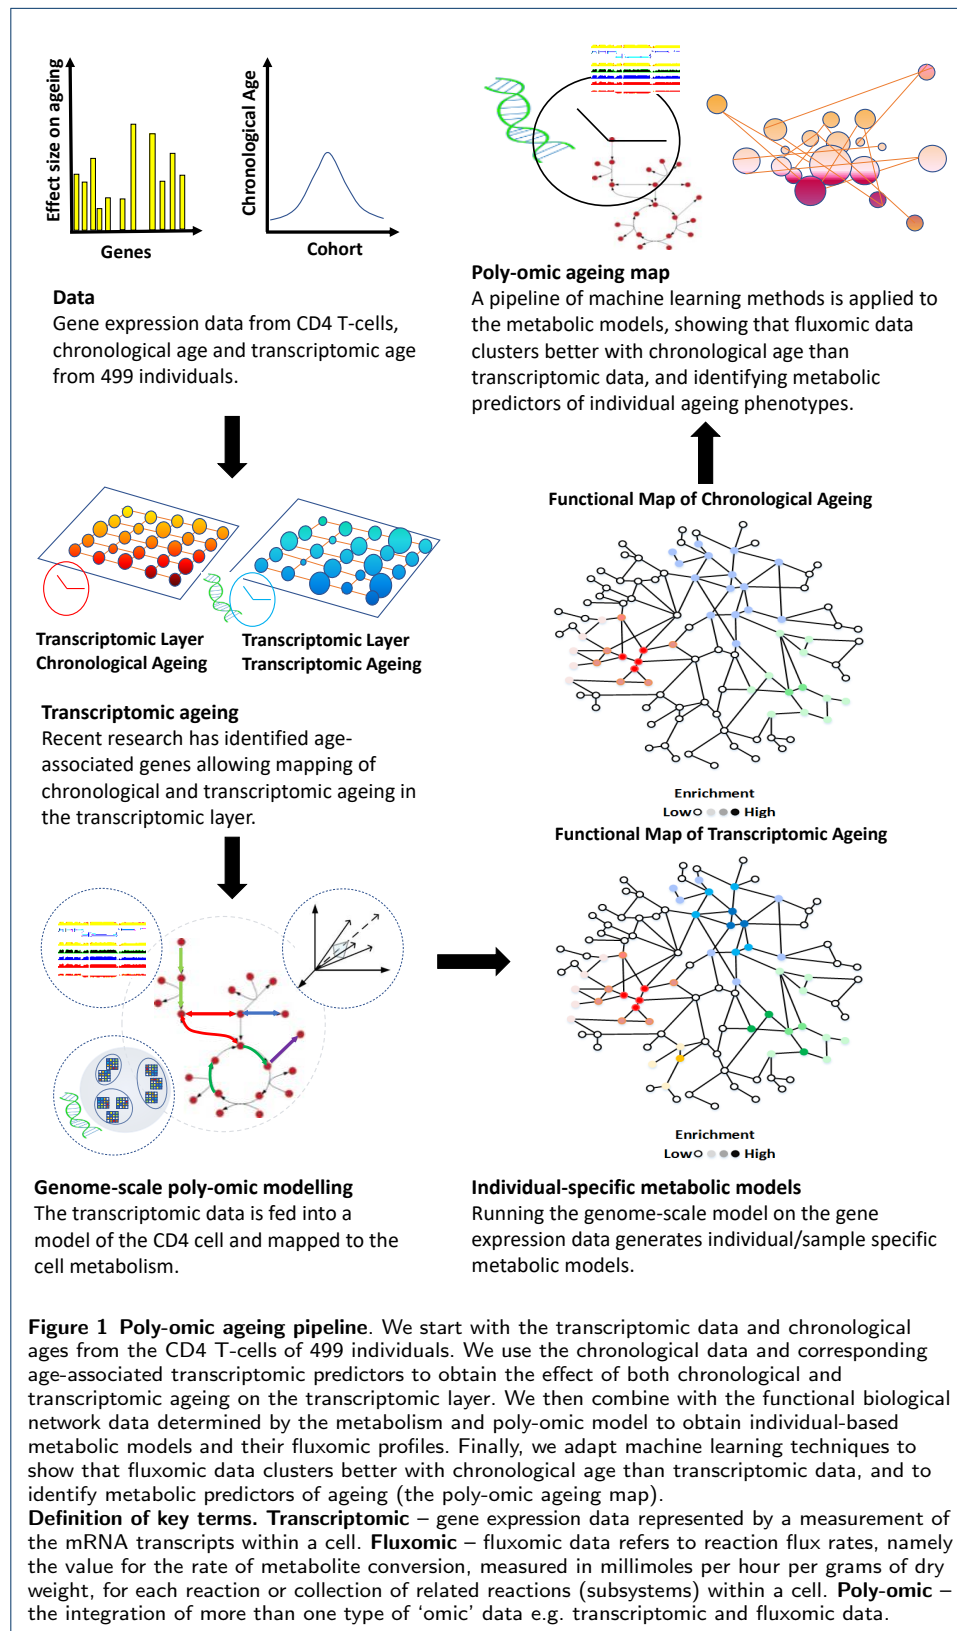 Effect size on ageing
Genes
Chronological Age
Cohort
Data
Gene expression data from CD4 T-cells,
chronological age and transcriptomic age
from 499 individuals.
Transcriptomic Layer
Chronological Ageing
Transcriptomic Layer
Transcriptomic Ageing
Transcriptomic ageing
Recent research has identified age-
associated genes allowing mapping of
chronological and transcriptomic ageing in
the transcriptomic layer.
Genome-scale poly-omic modelling
The transcriptomic data is fed into a
model of the CD4 cell and mapped to the
cell metabolism.
Poly-omic ageing map
A pipeline of machine learning methods is applied to
the metabolic models, showing that fluxomic data
clusters better with chronological age than
transcriptomic data, and identifying metabolic
predictors of individual ageing phenotypes.
Functional Map of Chronological Ageing
Enrichment
Low High
Functional Map of Transcriptomic Ageing
Enrichment
Low High
Individual-specific metabolic models
Running the genome-scale model on the gene
expression data generates individual/sample specific
metabolic models.
Figure 1 Poly-omic ageing pipeline. We start with the transcriptomic data and chronological
ages from the CD4 T-cells of 499 individuals. We use the chronological data and corresponding
age-associated transcriptomic predictors to obtain the effect of both chronological and
transcriptomic ageing on the transcriptomic layer. We then combine with the functional biological
network data determined by the metabolism and poly-omic model to obtain individual-based
metabolic models and their fluxomic profiles. Finally, we adapt machine learning techniques to
show that fluxomic data clusters better with chronological age than transcriptomic data, and to
identify metabolic predictors of ageing (the poly-omic ageing map).
Definition of key terms. Transcriptomic – gene expression data represented by a measurement of
the mRNA transcripts within a cell. Fluxomic – fluxomic data refers to reaction flux rates, namely
the value for the rate of metabolite conversion, measured in millimoles per hour per grams of dry
weight, for each reaction or collection of related reactions (subsystems) within a cell. Poly-omic –
the integration of more than one type of ‘omic’ data e.g. transcriptomic and fluxomic data.